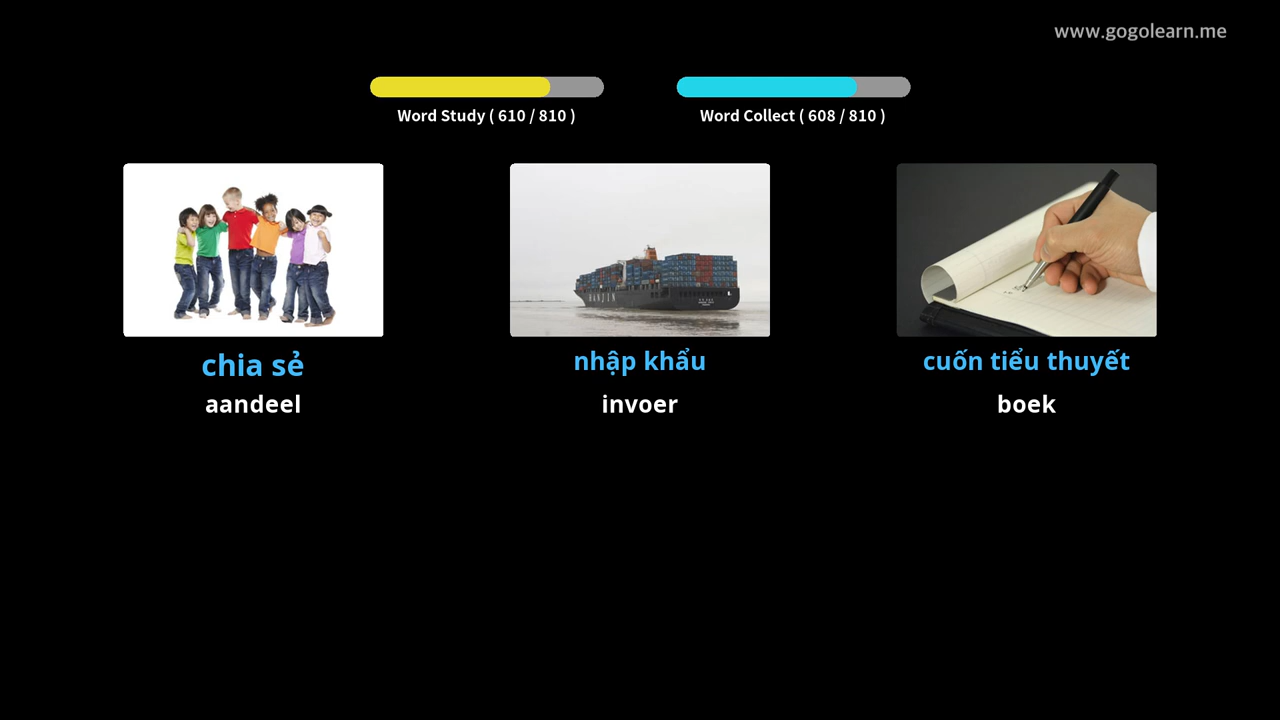 www.gogolearn.me
Word Study ( 610 / 810 )
Word Collect ( 608 / 810 )
chia sẻ
aandeel
nhập khẩu
invoer
cuốn tiểu thuyết
boek